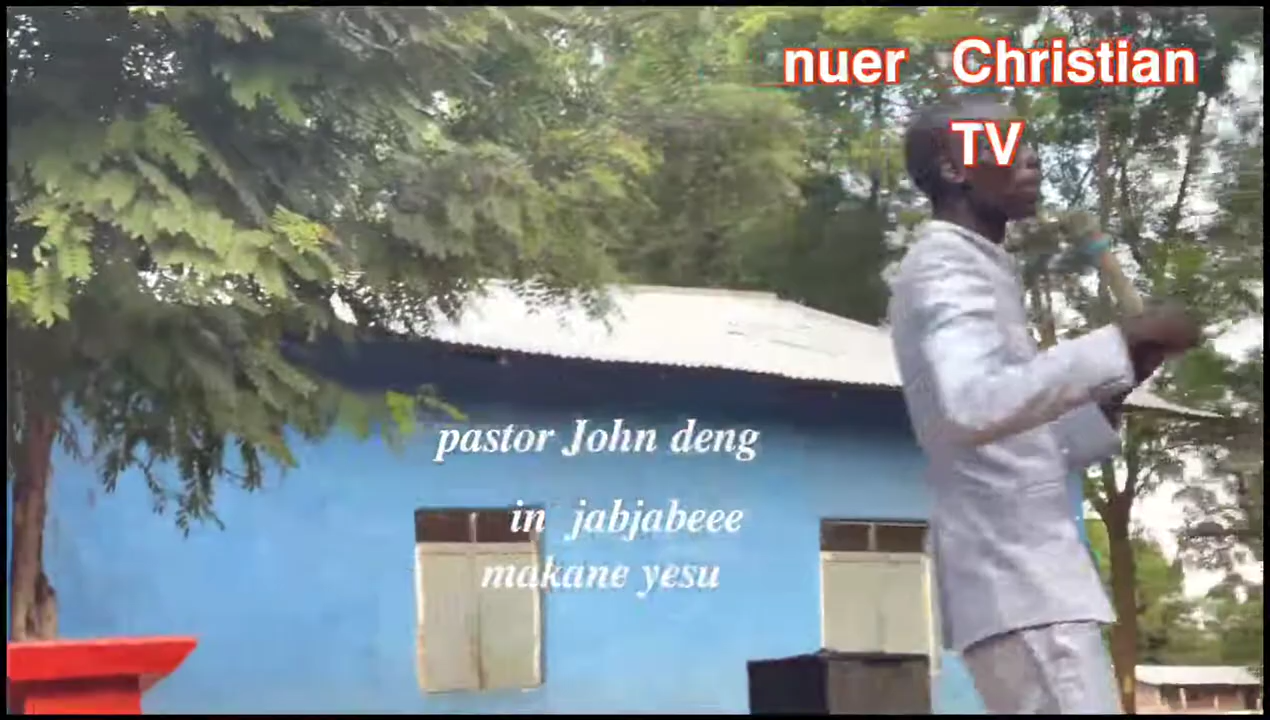 nuer Christian
TV
pastor John deng
in jabjabeee
makane yesu